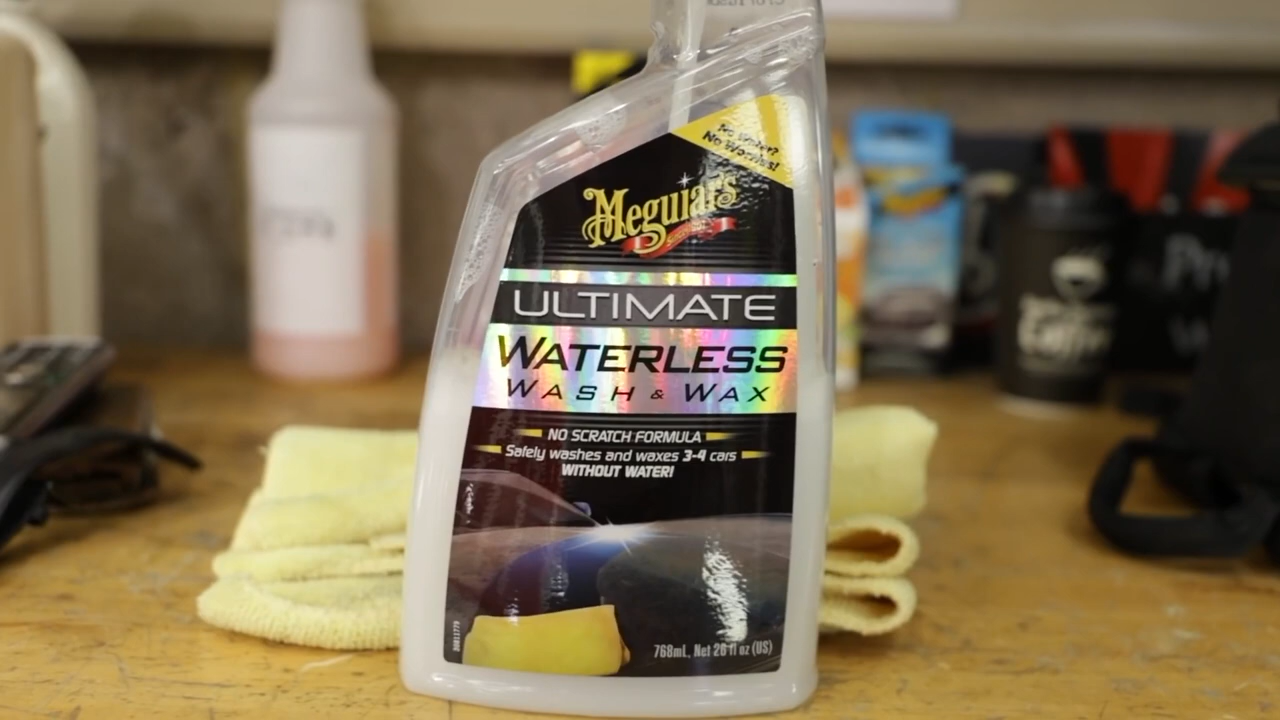 No Water?
No Worries!
Meguiar's
ULTIMATE
WATERLESS
WASH & WAX
NO SCRATCH FORMULA
Safely washes and waxes 3-4 cars
WITHOUT WATER!
768mL, Net 26 fl oz (US)